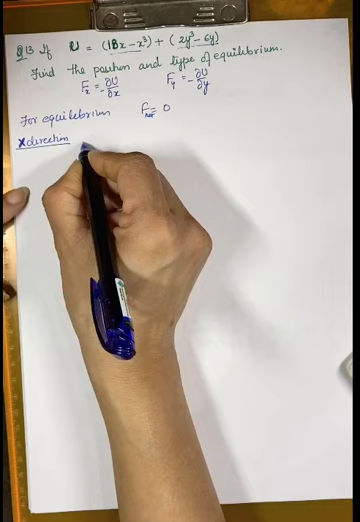 Q13 If U = (18x - x³) + (2y³ - 6y)
Find the position and type of equilibrium.
Fx = -∂U/∂x Fy = -∂U/∂y
For equilibrium Fnet = 0
X direction